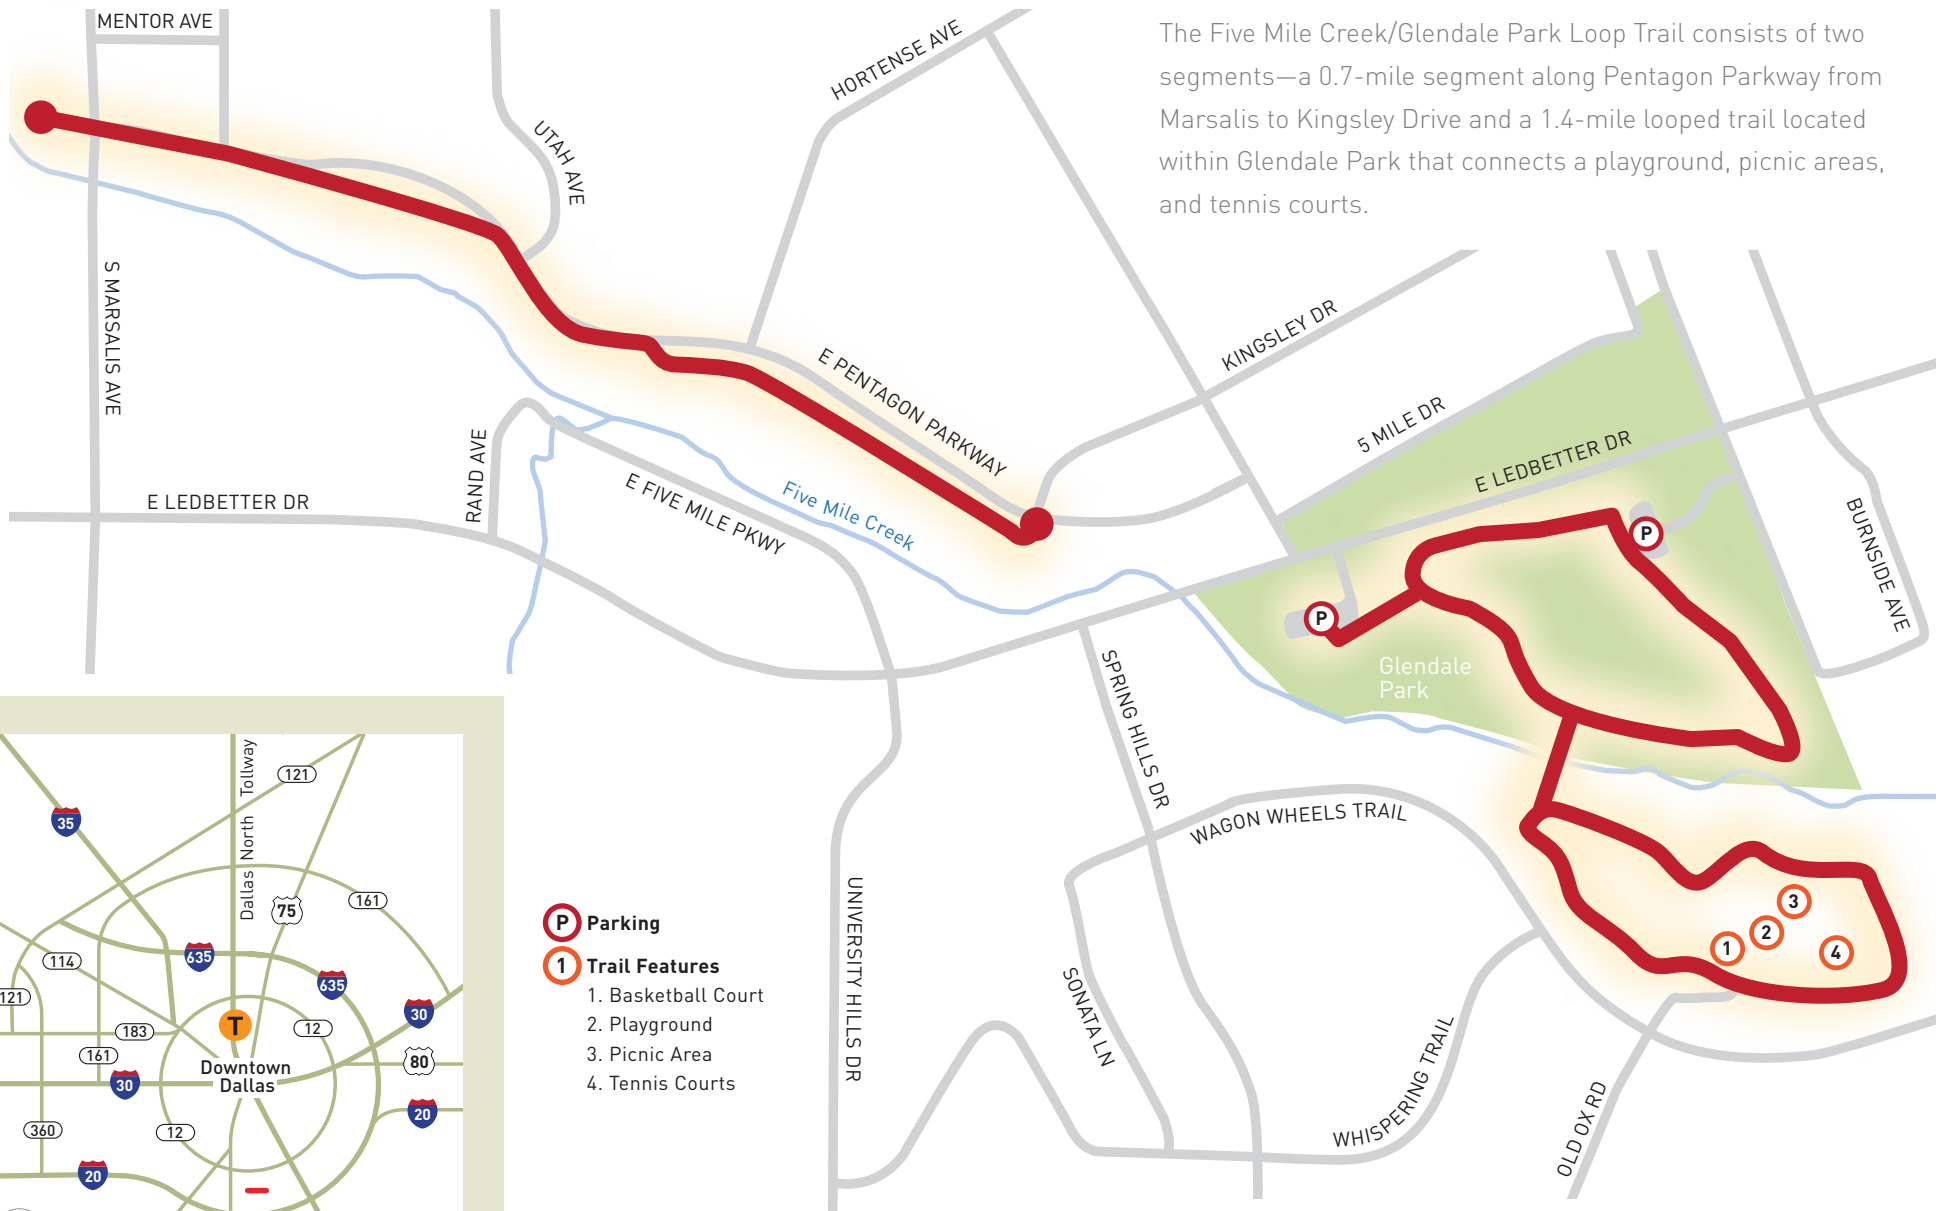 The Five Mile Creek/Glendale Park Loop Trail consists of two
segments—a 0.7-mile segment along Pentagon Parkway from
Marsalis to Kingsley Drive and a 1.4-mile looped trail located
within Glendale Park that connects a playground, picnic areas,
and tennis courts.
MENTOR AVE
HORTENSE AVE
UTAH AVE
S MARSALIS AVE
KINGSLEY DR
E PENTAGON PARKWAY
5 MILE DR
E LEDBETTER DR
RAND AVE
E LEDBETTER DR
E FIVE MILE PKWY
Five Mile Creek
BURNSIDE AVE
P
P
Glendale
Park
SPRING HILLS DR
WAGON WHEELS TRAIL
UNIVERSITY HILLS DR
SONATA LN
WHISPERING TRAIL
OLD OX RD
3
2
1
4
P Parking
1 Trail Features
1. Basketball Court
2. Playground
3. Picnic Area
4. Tennis Courts
Dallas North Tollway
121
35
75
161
635
114
635
121
30
183
T
12
161
80
Downtown
Dallas
30
20
360
12
20